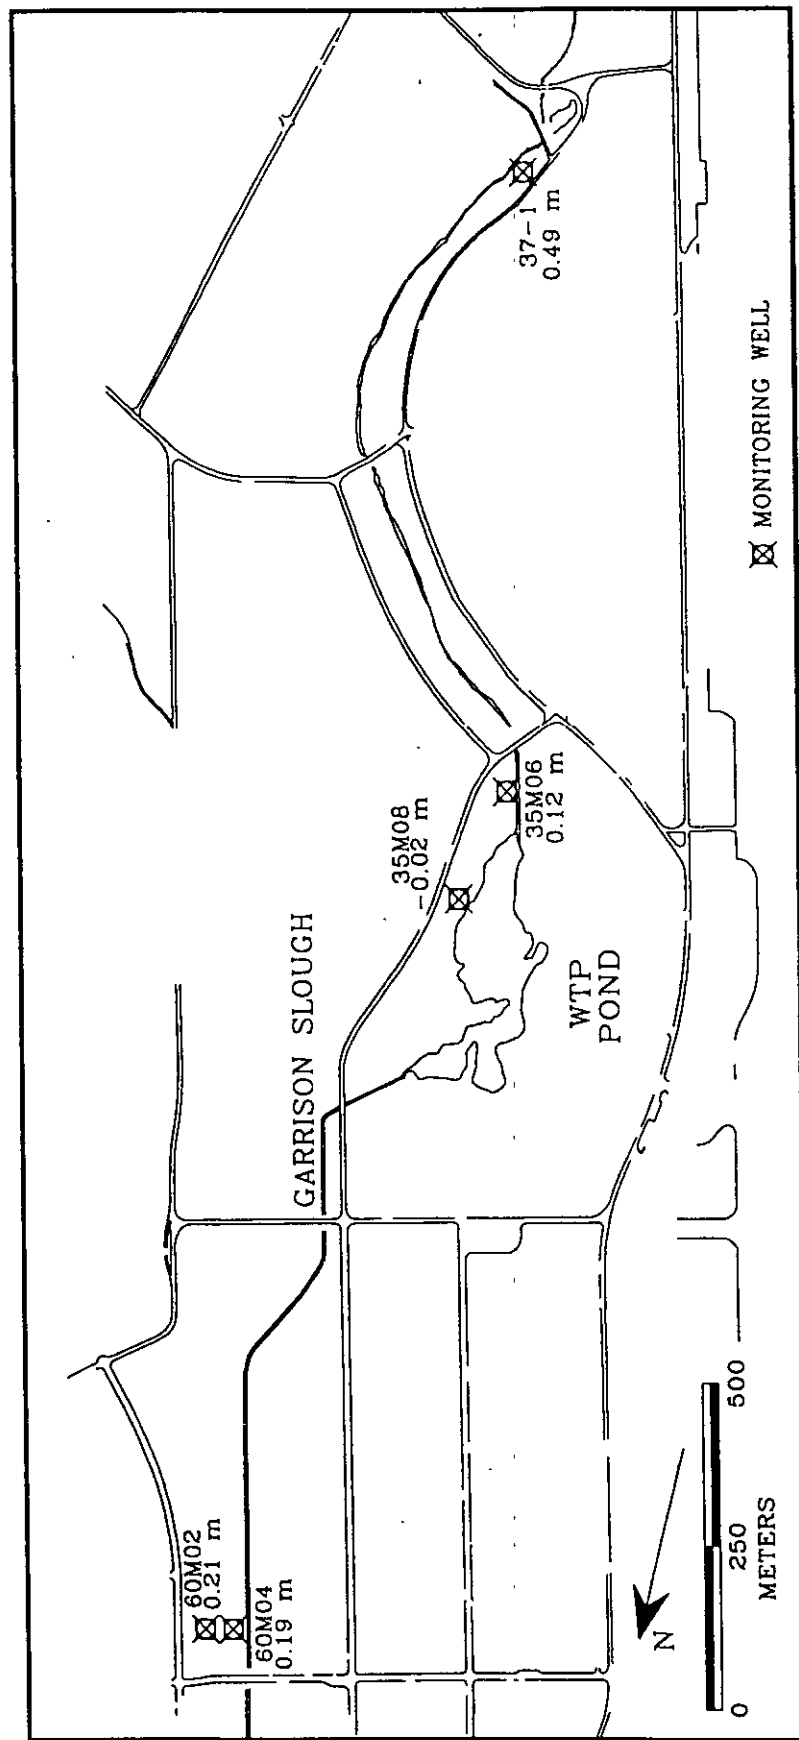 60M02
0.21 m
60M04
0.19 m
GARRISON SLOUGH
35M08
-0.02 m
35M06
0.12 m
WTP
POND
37-1
0.49 m
MONITORING WELL
N
0 250 500
METERS